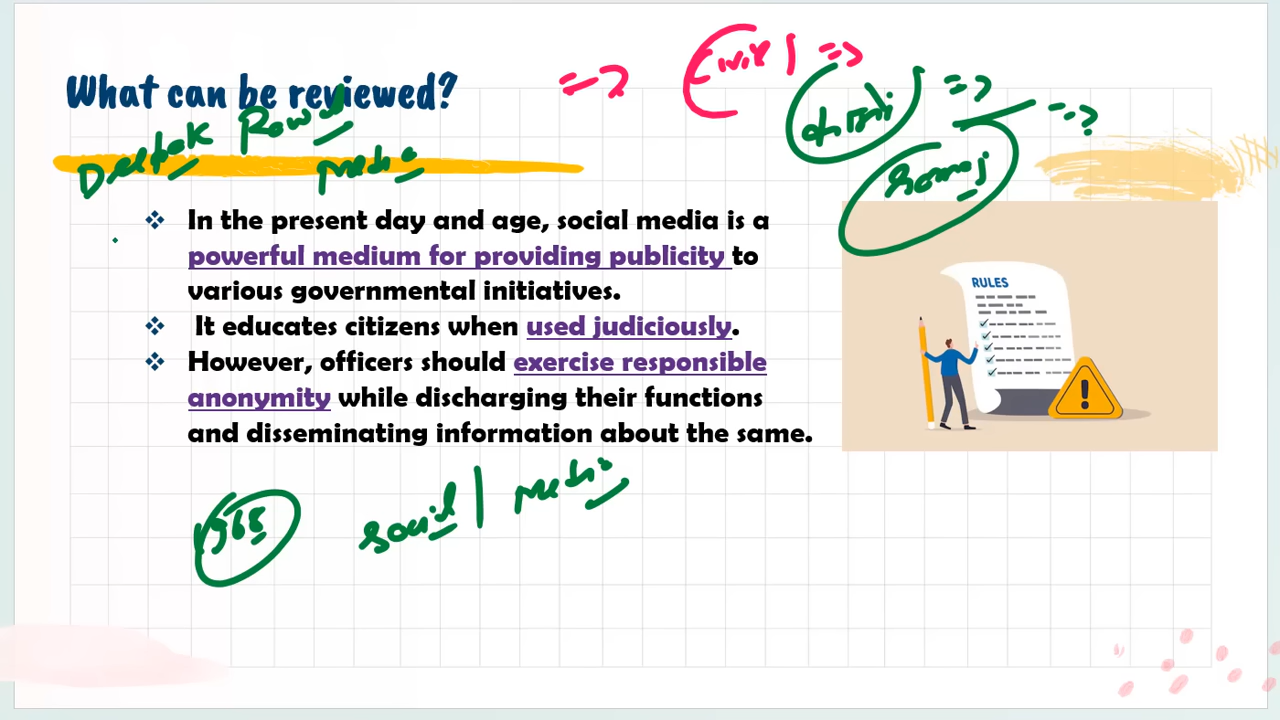 What can be reviewed?
Deepak Rawat
Media
In the present day and age, social media is a
powerful medium for providing publicity to
various governmental initiatives.
It educates citizens when used judiciously.
However, officers should exercise responsible
anonymity while discharging their functions
and disseminating information about the same.
RULES
1968
Social | Media